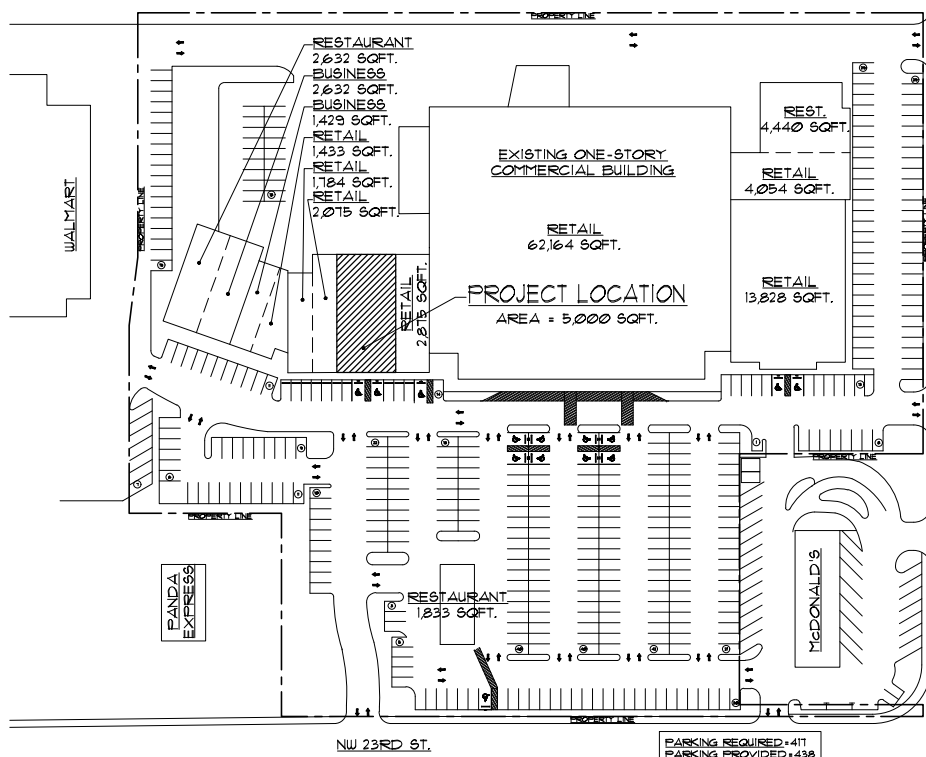 PROPERTY LINE
RESTAURANT
2,632 SQFT.
BUSINESS
2,632 SQFT.
BUSINESS
1,429 SQFT.
RETAIL
1,433 SQFT.
RETAIL
1,784 SQFT.
RETAIL
2,075 SQFT.
EXISTING ONE-STORY
COMMERCIAL BUILDING
RETAIL
62,164 SQFT.
REST.
4,440 SQFT.
RETAIL
4,054 SQFT.
RETAIL
13,828 SQFT.
WALMART
PROPERTY LINE
PROPERTY LINE
RETAIL
2,875 SQFT.
PROJECT LOCATION
AREA = 5,000 SQFT.
PROPERTY LINE
PROPERTY LINE
PANDA
EXPRESS
RESTAURANT
1,833 SQFT.
McDONALD'S
PROPERTY LINE
NW 23RD ST.
PARKING REQUIRED=417
PARKING PROVIDED=438